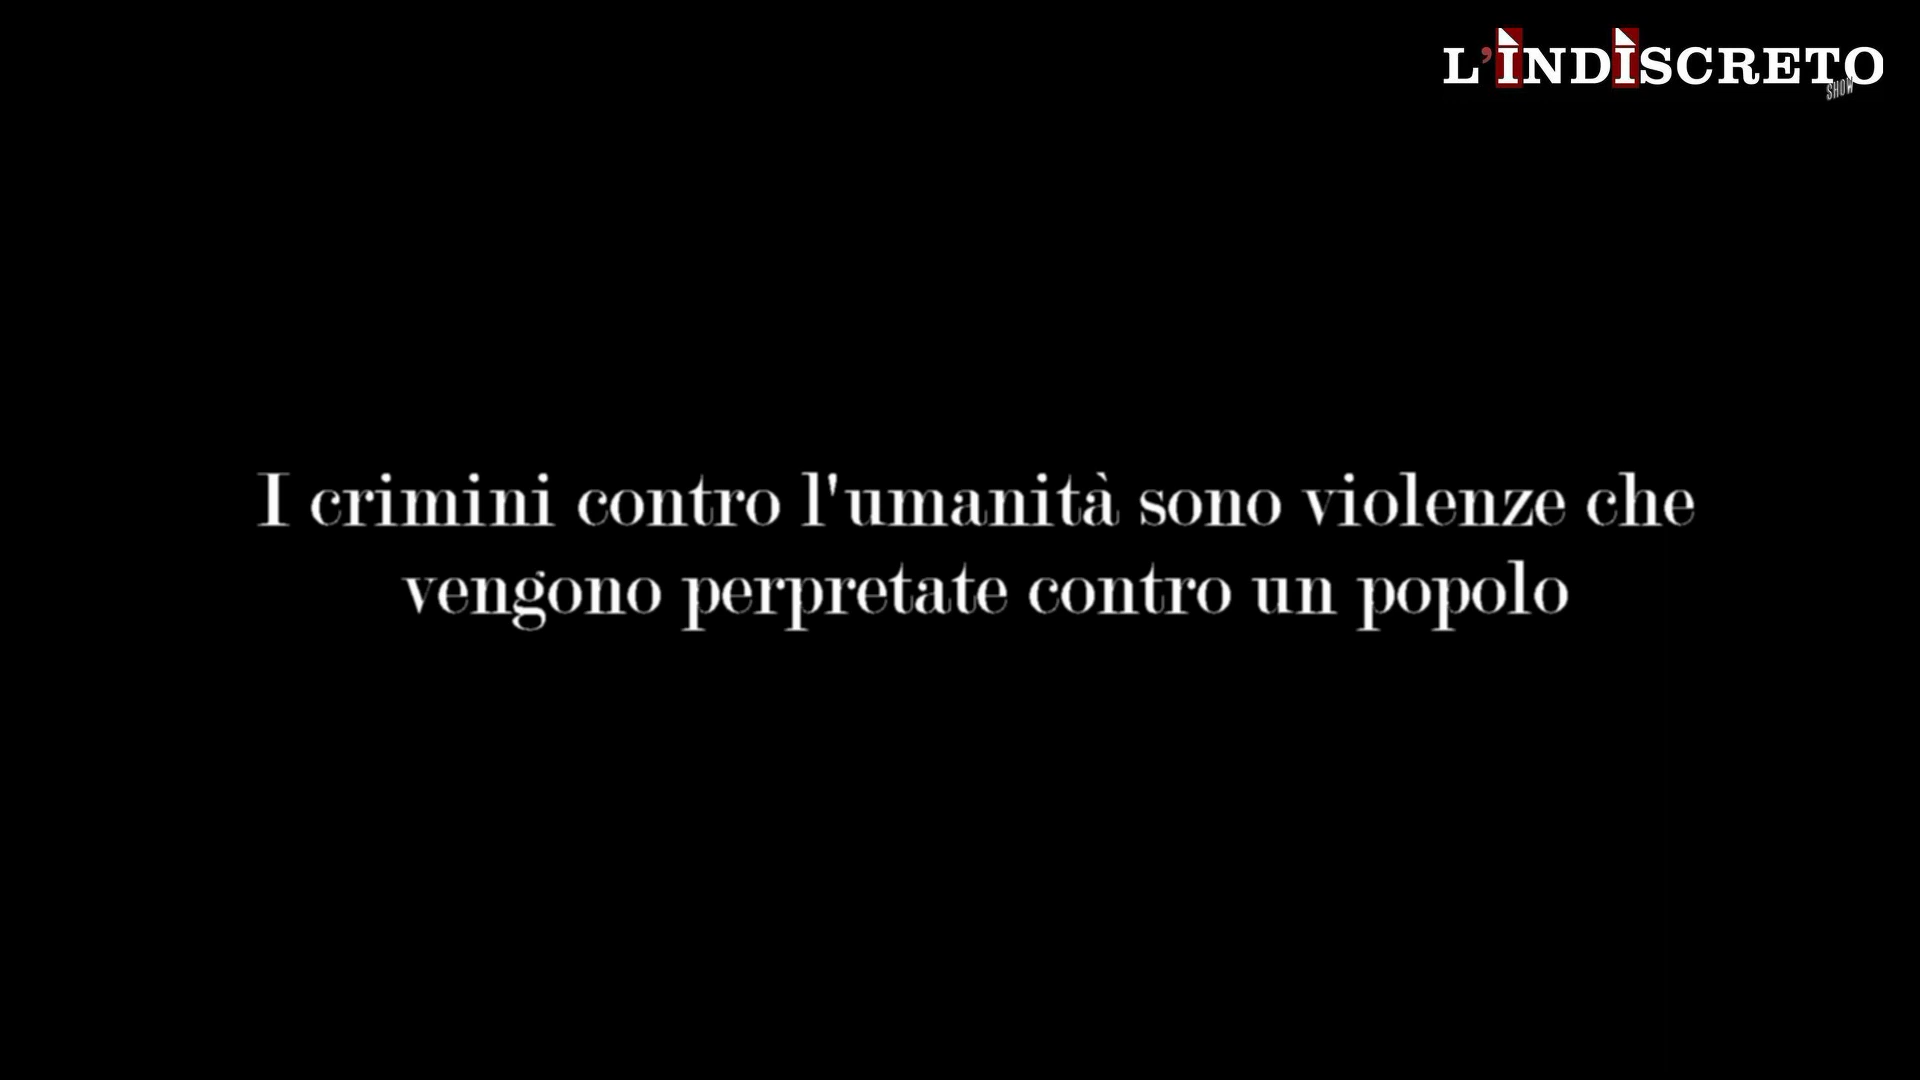 L'INDISCRETO
SHOW
I crimini contro l'umanità sono violenze che
vengono perpretate contro un popolo